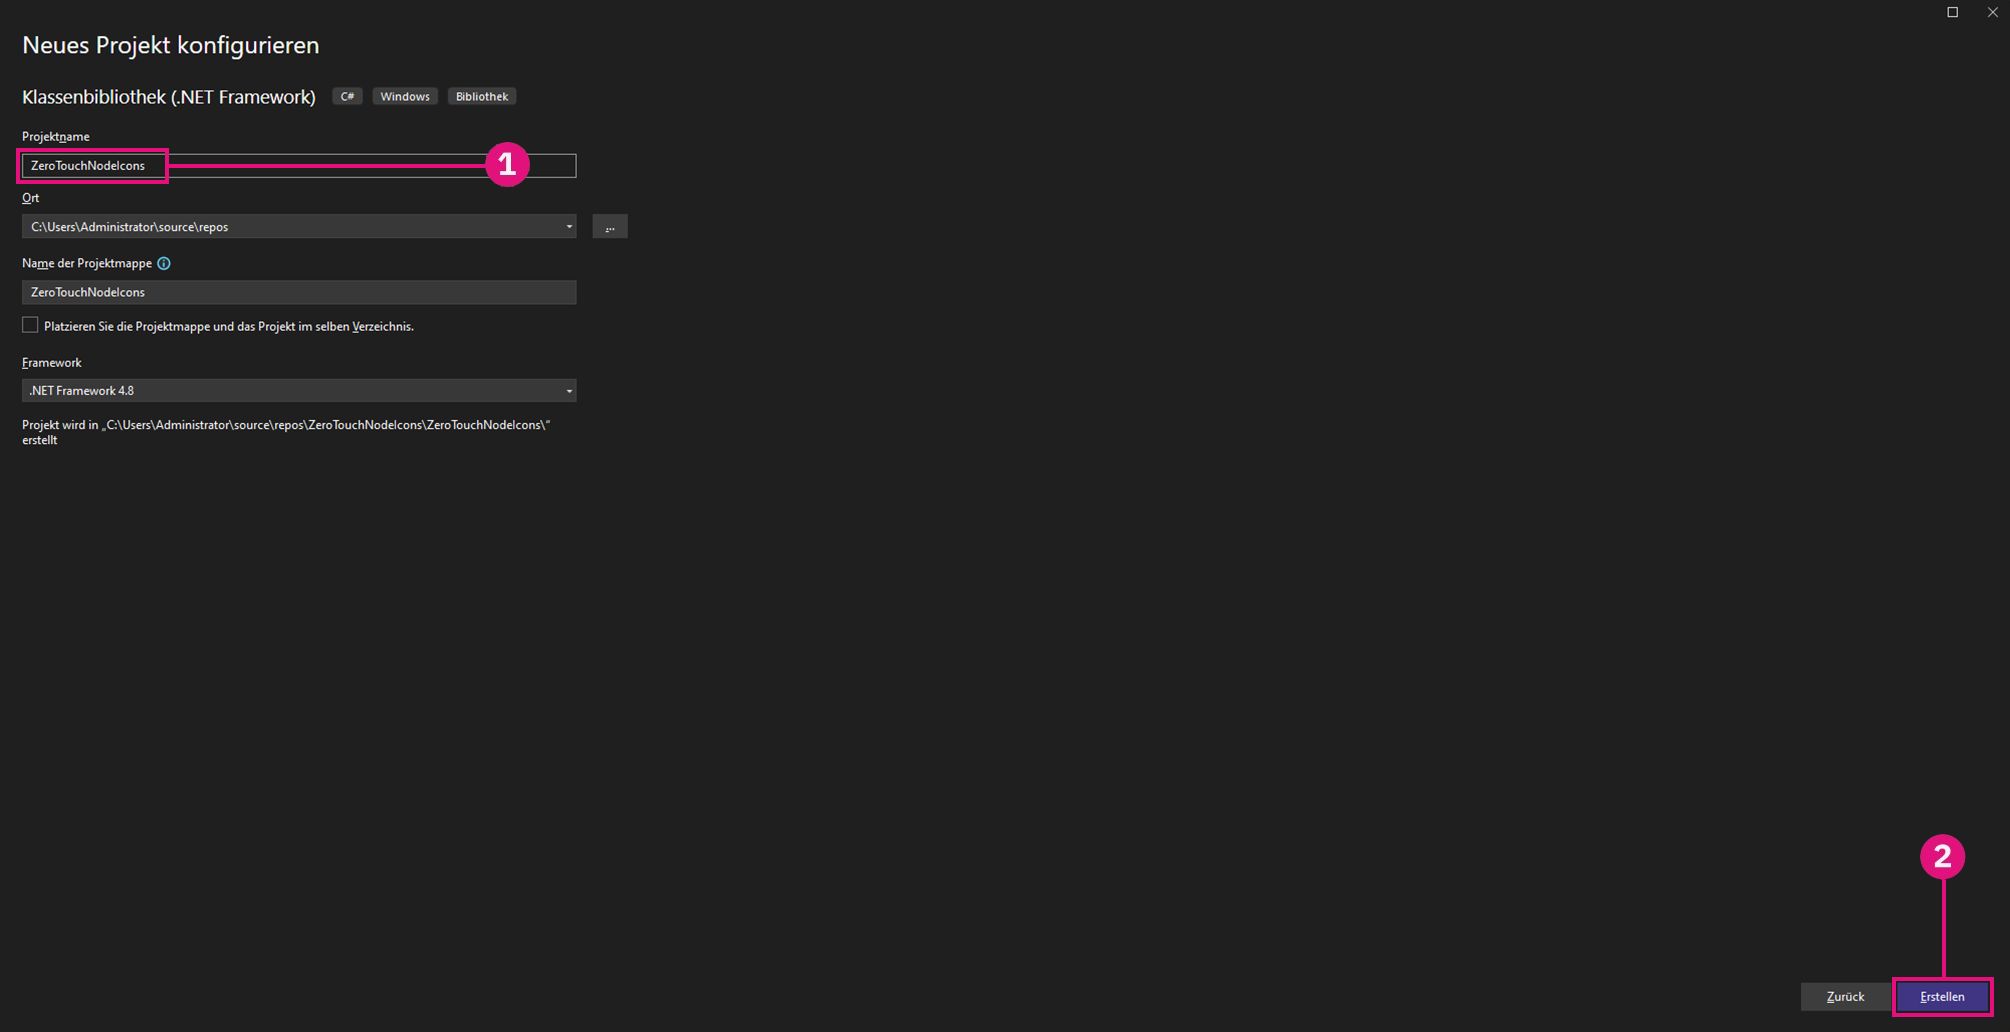 Neues Projekt konfigurieren
Klassenbibliothek (.NET Framework) C# Windows Bibliothek
Projektname
ZeroTouchNodeIcons 1
Ort
C:\Users\Administrator\source\repos ...
Name der Projektmappe
ZeroTouchNodeIcons
Platzieren Sie die Projektmappe und das Projekt im selben Verzeichnis.
Framework
.NET Framework 4.8
Projekt wird in „C:\Users\Administrator\source\repos\ZeroTouchNodeIcons\ZeroTouchNodeIcons\“
erstellt
2
Zurück Erstellen